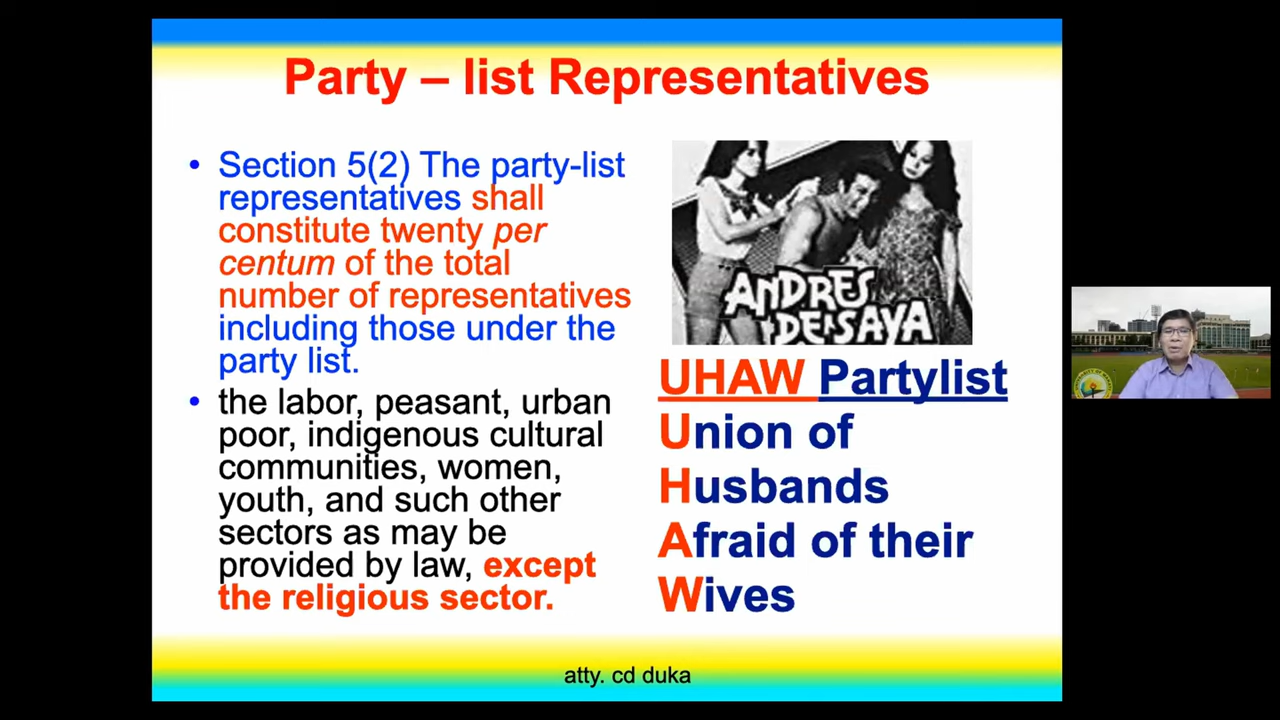 Party – list Representatives
• Section 5(2) The party-list
representatives shall
constitute twenty per
centum of the total
number of representatives
including those under the
party list.
• the labor, peasant, urban
poor, indigenous cultural
communities, women,
youth, and such other
sectors as may be
provided by law, except
the religious sector.
ANDRES
DE SAYA
UHAW Partylist
Union of
Husbands
Afraid of their
Wives
atty. cd duka